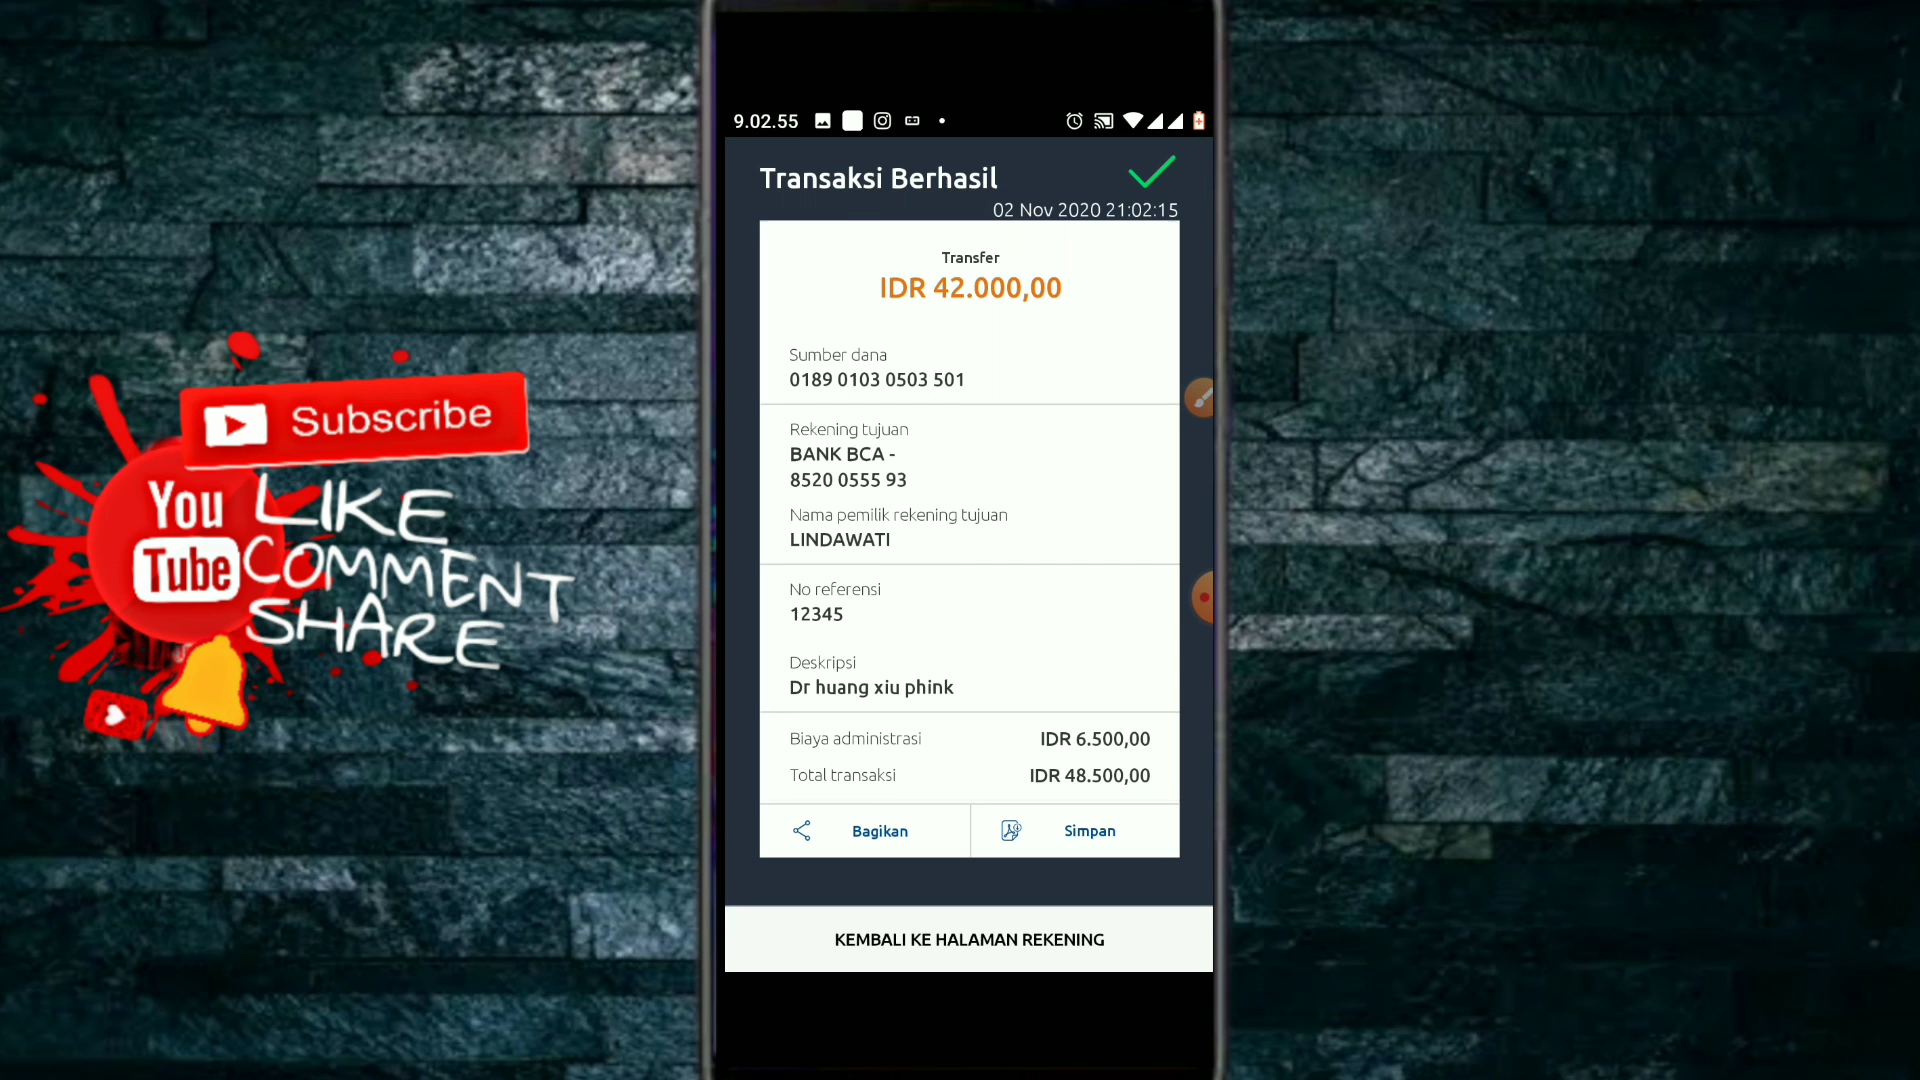 Subscribe
You
Tube
LIKE
COMMENT
SHARE
9.02.55
Transaksi Berhasil
02 Nov 2020 21:02:15
Transfer
IDR 42.000,00
Sumber dana
0189 0103 0503 501
Rekening tujuan
BANK BCA -
8520 0555 93
Nama pemilik rekening tujuan
LINDAWATI
No referensi
12345
Deskripsi
Dr huang xiu phink
Biaya administrasi IDR 6.500,00
Total transaksi IDR 48.500,00
Bagikan Simpan
KEMBALI KE HALAMAN REKENING